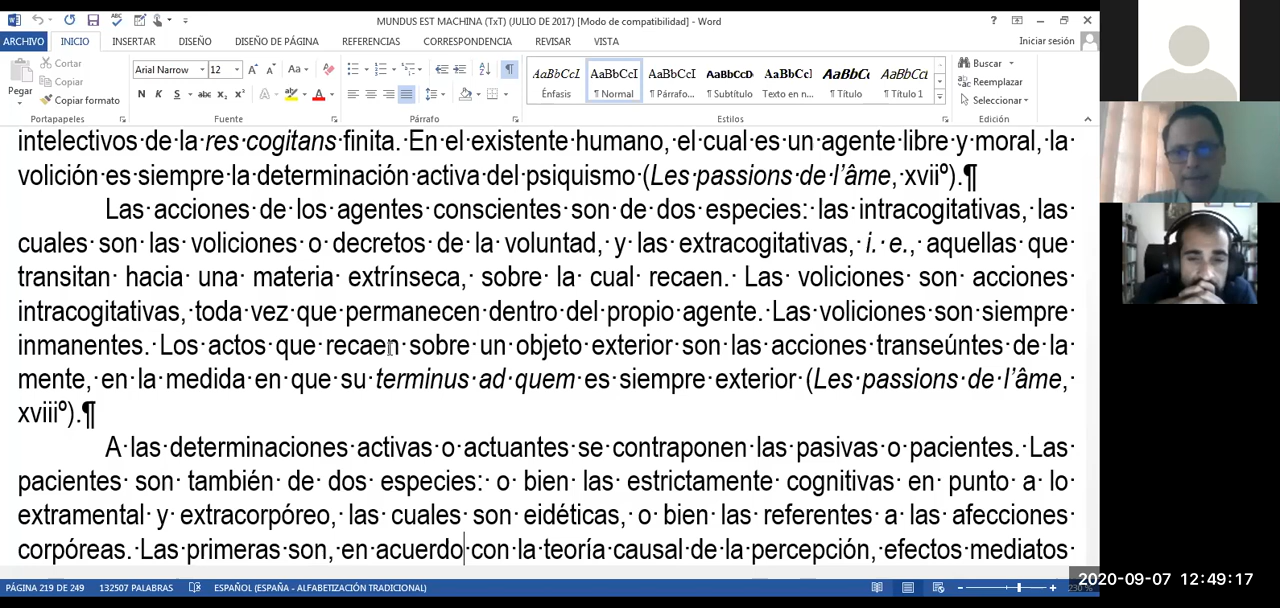 MUNDUS EST MACHINA (TxT) (JULIO DE 2017) [Modo de compatibilidad] - Word
ARCHIVO INICIO INSERTAR DISEÑO DISEÑO DE PÁGINA REFERENCIAS CORRESPONDENCIA REVISAR VISTA Iniciar sesión
Pegar
Cortar
Copiar
Copiar formato
Portapapeles
Arial Narrow 12
N K S abc x₂ x²
Fuente
Párrafo
AaBbCcI AaBbCcI AaBbCcI AaBbCcD AaBbCcI AaBbCc AaBbCcI
Énfasis ¶ Normal ¶ Párrafo... ¶ Subtítulo Texto en n... ¶ Título ¶ Título 1
Estilos
Buscar
Reemplazar
Seleccionar
Edición
intelectivos de la res cogitans finita. En el existente humano, el cual es un agente libre y moral, la
volición es siempre la determinación activa del psiquismo (Les passions de l'âme, xviiº).¶
Las acciones de los agentes conscientes son de dos especies: las intracogitativas, las
cuales son las voliciones o decretos de la voluntad, y las extracogitativas, i. e., aquellas que
transitan hacia una materia extrínseca, sobre la cual recaen. Las voliciones son acciones
intracogitativas, toda vez que permanecen dentro del propio agente. Las voliciones son siempre
inmanentes. Los actos que recaen sobre un objeto exterior son las acciones transeúntes de la
mente, en la medida en que su terminus ad quem es siempre exterior (Les passions de l'âme,
xviiiº).¶
A las determinaciones activas o actuantes se contraponen las pasivas o pacientes. Las
pacientes son también de dos especies: o bien las estrictamente cognitivas en punto a lo
extramental y extracorpóreo, las cuales son eidéticas, o bien las referentes a las afecciones
corpóreas. Las primeras son, en acuerdo con la teoría causal de la percepción, efectos mediatos
PÁGINA 219 DE 249 132507 PALABRAS ESPAÑOL (ESPAÑA - ALFABETIZACIÓN TRADICIONAL) 230 %
2020-09-07 12:49:17